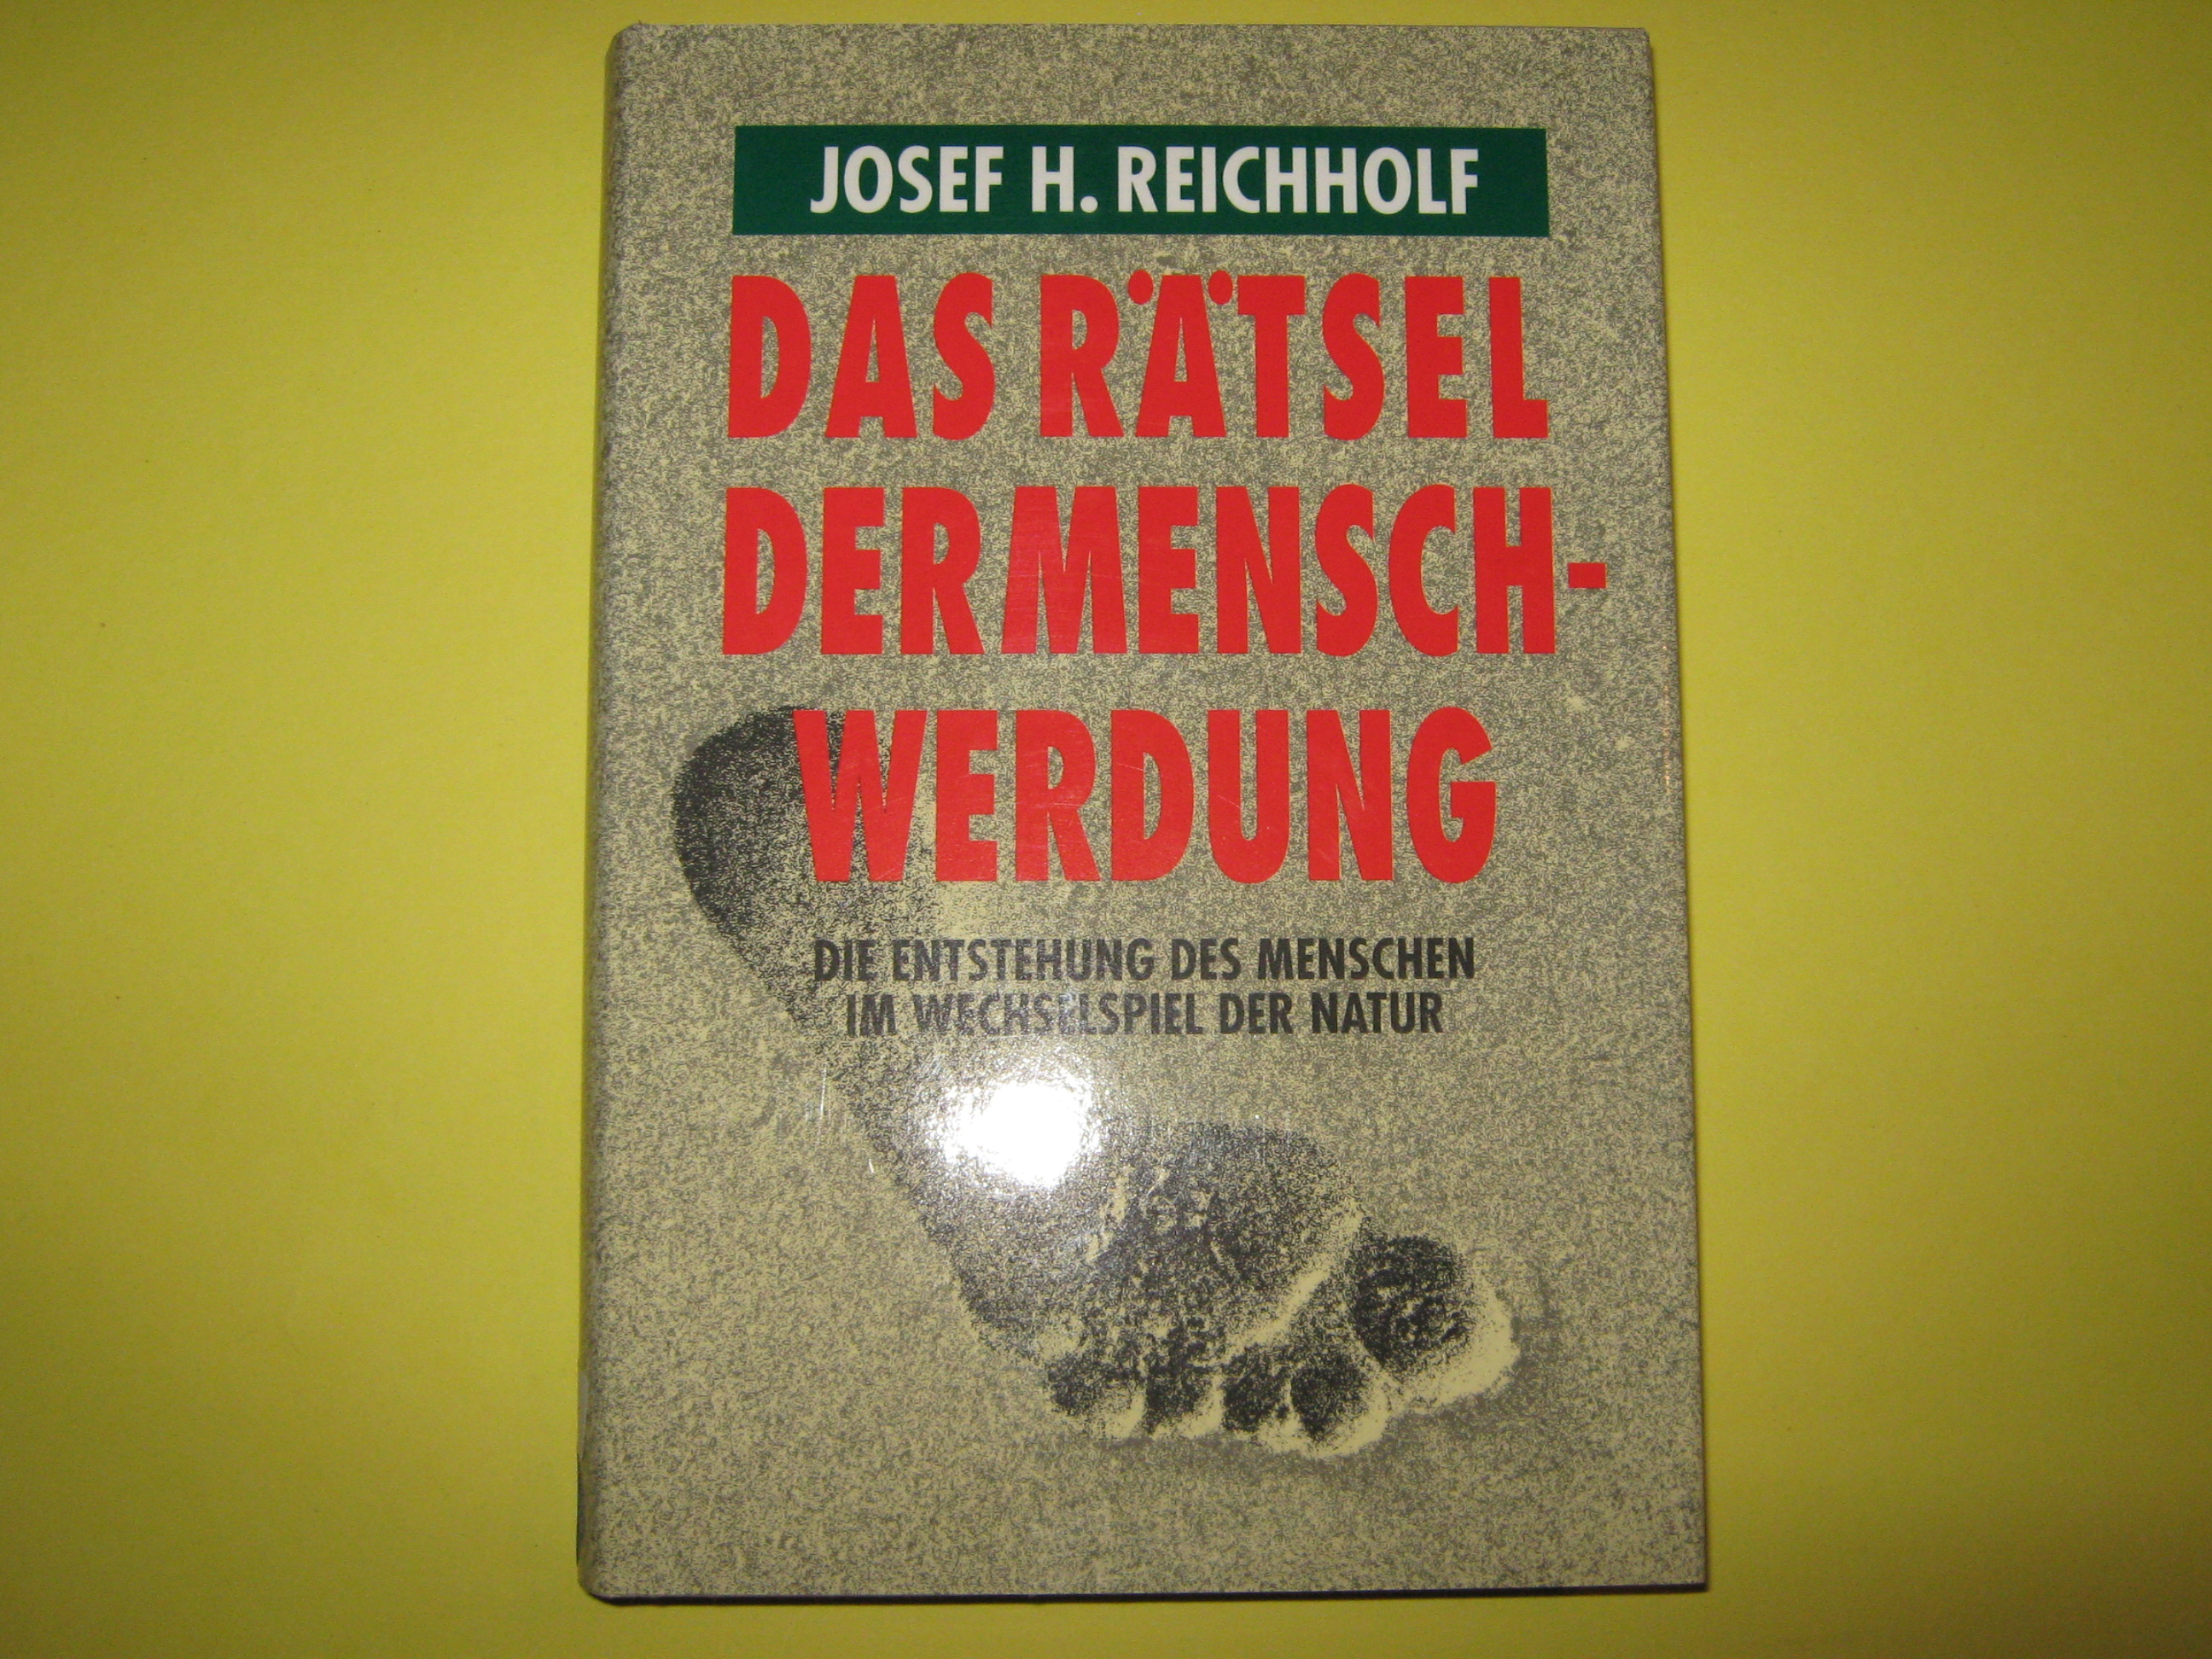 JOSEF H. REICHHOLF
DAS RÄTSEL
DER MENSCH-
WERDUNG
DIE ENTSTEHUNG DES MENSCHEN
IM WECHSELSPIEL DER NATUR